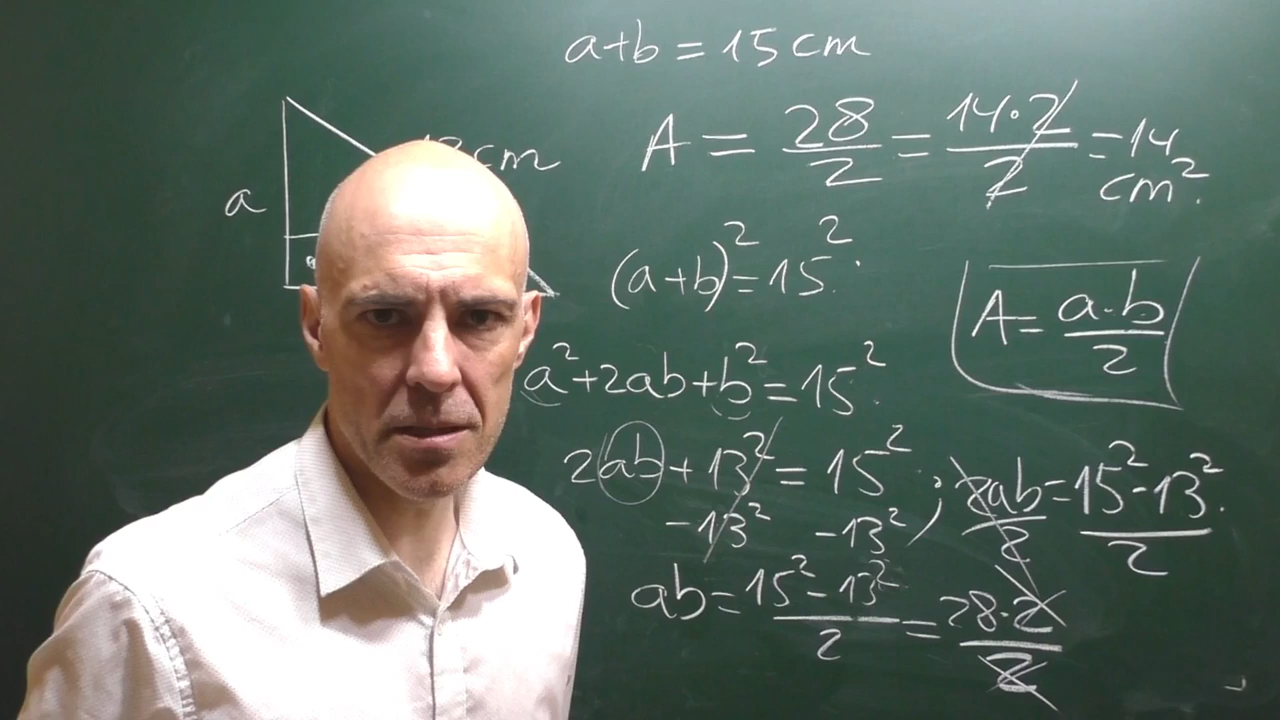 a+b = 15 cm
cm
a
A = 28/2 = 14·2/2 = 14 cm².
(a+b)² = 15².
A = a·b/2
a²+2ab+b² = 15².
2ab + 13² = 15² ; 2ab/2 = 15²-13²/2.
-13² -13²
ab = 15²-13²/2 = 28·2/2